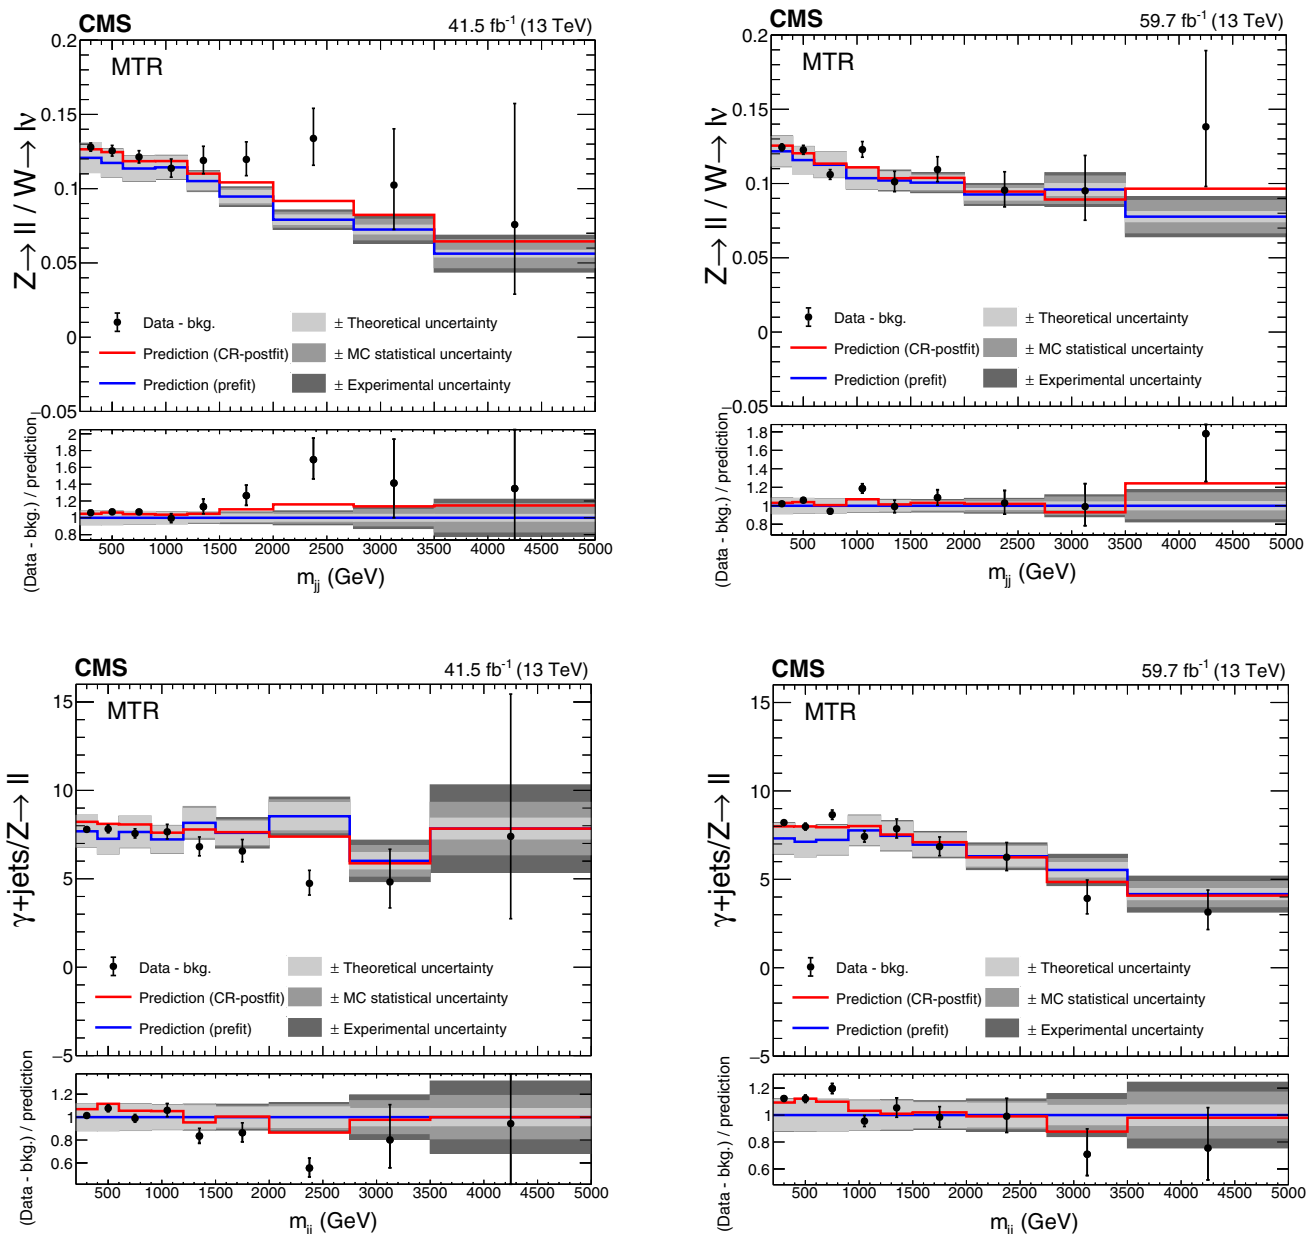 CMS 41.5 fb-1 (13 TeV)
MTR
Z→ ll / W→ lν
0.2
0.15
0.1
0.05
0
−0.05
Data - bkg.
Prediction (CR-postfit)
Prediction (prefit)
± Theoretical uncertainty
± MC statistical uncertainty
± Experimental uncertainty
(Data - bkg.) / prediction
2
1.8
1.6
1.4
1.2
1
0.8
500 1000 1500 2000 2500 3000 3500 4000 4500 5000
mjj (GeV)
CMS 59.7 fb-1 (13 TeV)
MTR
Z→ ll / W→ lν
0.2
0.15
0.1
0.05
0
−0.05
Data - bkg.
Prediction (CR-postfit)
Prediction (prefit)
± Theoretical uncertainty
± MC statistical uncertainty
± Experimental uncertainty
(Data - bkg.) / prediction
1.8
1.6
1.4
1.2
1
0.8
500 1000 1500 2000 2500 3000 3500 4000 4500 5000
mjj (GeV)
CMS 41.5 fb-1 (13 TeV)
MTR
γ+jets/Z→ ll
15
10
5
0
−5
Data - bkg.
Prediction (CR-postfit)
Prediction (prefit)
± Theoretical uncertainty
± MC statistical uncertainty
± Experimental uncertainty
(Data - bkg.) / prediction
1.2
1
0.8
0.6
500 1000 1500 2000 2500 3000 3500 4000 4500 5000
mjj (GeV)
CMS 59.7 fb-1 (13 TeV)
MTR
γ+jets/Z→ ll
15
10
5
0
−5
Data - bkg.
Prediction (CR-postfit)
Prediction (prefit)
± Theoretical uncertainty
± MC statistical uncertainty
± Experimental uncertainty
(Data - bkg.) / prediction
1.2
1
0.8
0.6
500 1000 1500 2000 2500 3000 3500 4000 4500 5000
mjj (GeV)